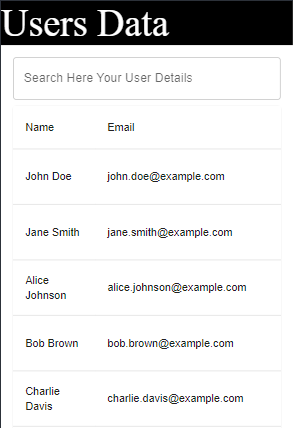 Users Data
Search Here Your User Details
Name Email
John Doe john.doe@example.com
Jane Smith jane.smith@example.com
Alice
Johnson alice.johnson@example.com
Bob Brown bob.brown@example.com
Charlie
Davis charlie.davis@example.com